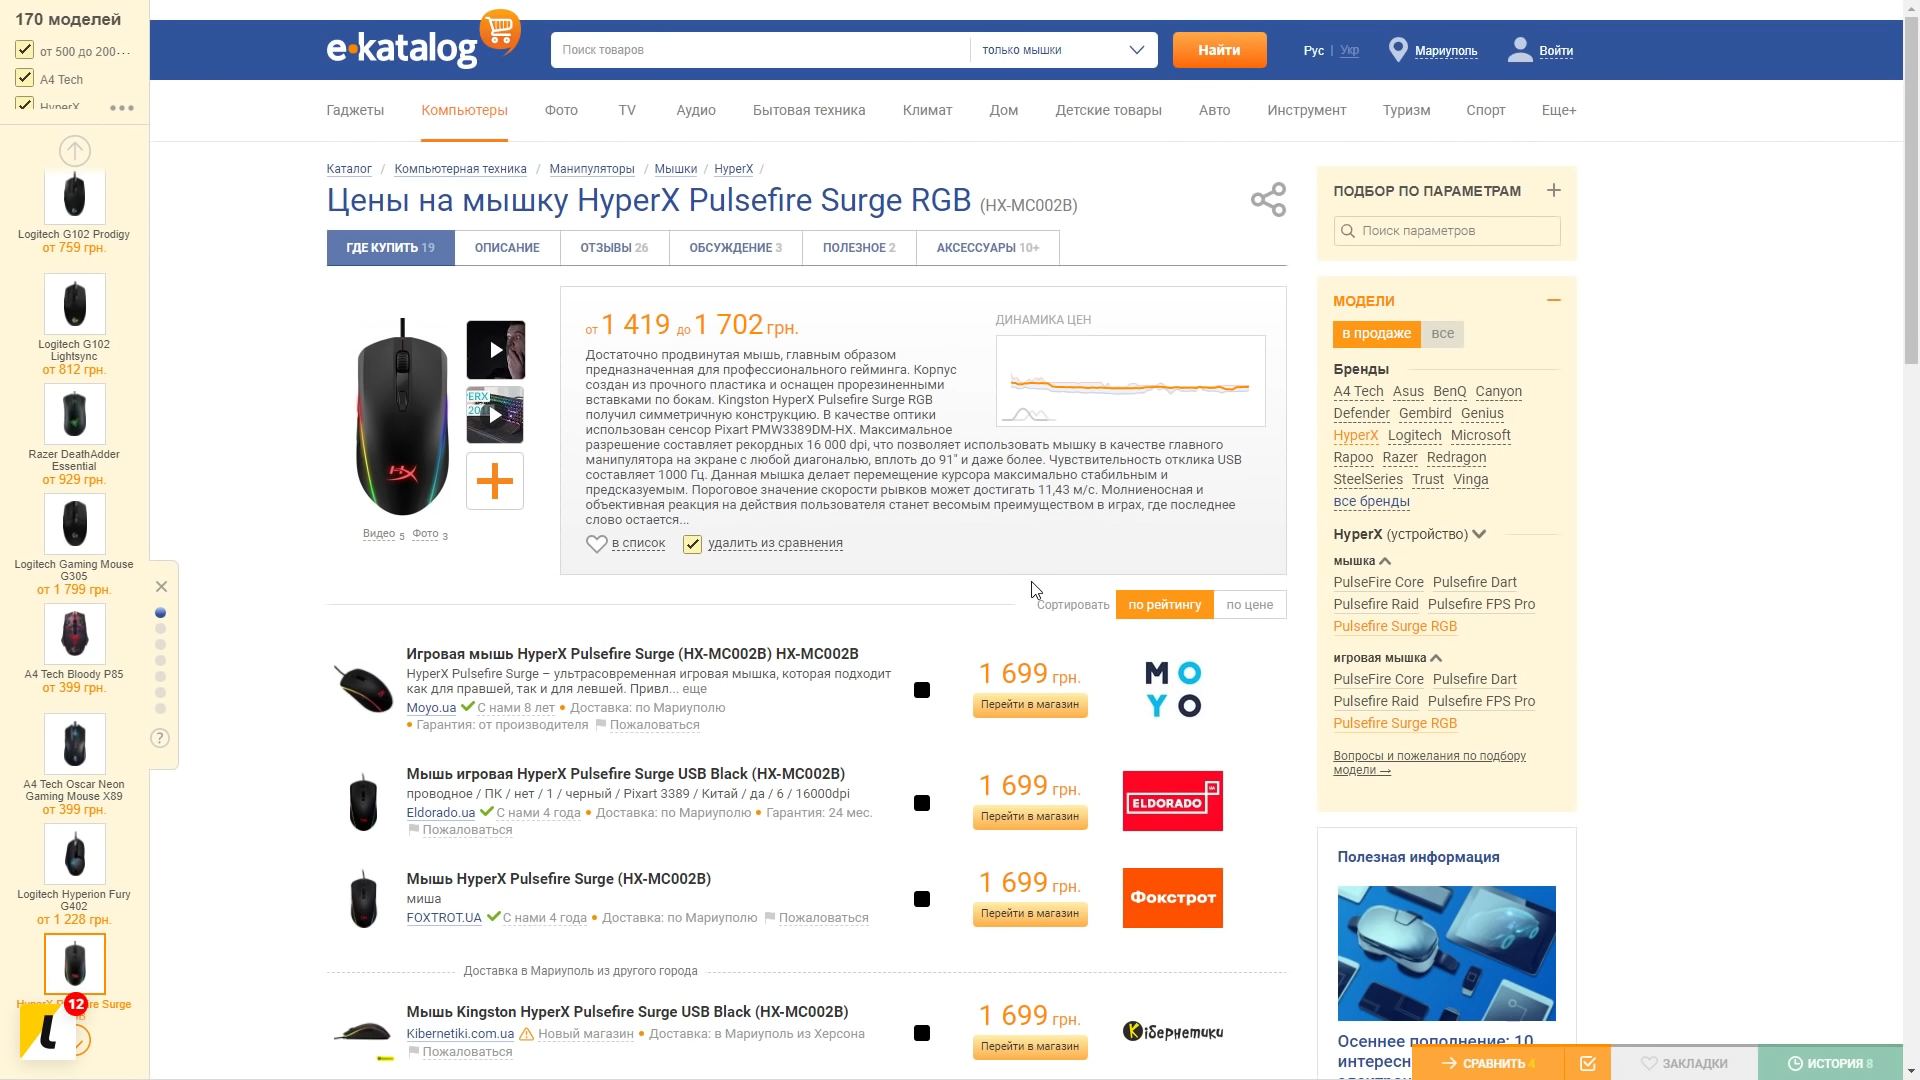 170 моделей
от 500 до 200...
A4 Tech
HyperX
Logitech G102 Prodigy
от 759 грн.
Logitech G102
Lightsync
от 812 грн.
Razer DeathAdder
Essential
от 929 грн.
Logitech Gaming Mouse
G305
от 1 799 грн.
A4 Tech Bloody P85
от 399 грн.
A4 Tech Oscar Neon
Gaming Mouse X89
от 399 грн.
Logitech Hyperion Fury
G402
от 1 228 грн.
Surge
12
?
e·katalog
Поиск товаров
только мышки
Найти
Рус | Укр
Мариуполь
Войти
Гаджеты
Компьютеры
Фото
TV
Аудио
Бытовая техника
Климат
Дом
Детские товары
Авто
Инструмент
Туризм
Спорт
Еще+
Каталог / Компьютерная техника / Манипуляторы / Мышки / HyperX /
Цены на мышку HyperX Pulsefire Surge RGB (HX-MC002B)
ГДЕ КУПИТЬ 19
ОПИСАНИЕ
ОТЗЫВЫ 26
ОБСУЖДЕНИЕ 3
ПОЛЕЗНОЕ 2
АКСЕССУАРЫ 10+
Видео 5 Фото 3
от 1 419 до 1 702 грн.
ДИНАМИКА ЦЕН
Достаточно продвинутая мышь, главным образом
предназначенная для профессионального гейминга. Корпус
создан из прочного пластика и оснащен прорезиненными
вставками по бокам. Kingston HyperX Pulsefire Surge RGB
получил симметричную конструкцию. В качестве оптики
использован сенсор Pixart PMW3389DM-HX. Максимальное
разрешение составляет рекордных 16 000 dpi, что позволяет использовать мышку в качестве главного
манипулятора на экране с любой диагональю, вплоть до 91" и даже более. Чувствительность отклика USB
составляет 1000 Гц. Данная мышка делает перемещение курсора максимально стабильным и
предсказуемым. Пороговое значение скорости рывков может достигать 11,43 м/с. Молниеносная и
объективная реакция на действия пользователя станет весомым преимуществом в играх, где последнее
слово остается...
в список
удалить из сравнения
Сортировать
по рейтингу
по цене
Игровая мышь HyperX Pulsefire Surge (HX-MC002B) HX-MC002B
HyperX Pulsefire Surge – ультрасовременная игровая мышка, которая подходит
как для правшей, так и для левшей. Привл... еще
Moyo.ua С нами 8 лет • Доставка: по Мариуполю
• Гарантия: от производителя Пожаловаться
1 699 грн.
Перейти в магазин
MO
YO
Мышь игровая HyperX Pulsefire Surge USB Black (HX-MC002B)
проводное / ПК / нет / 1 / черный / Pixart 3389 / Китай / да / 6 / 16000dpi
Eldorado.ua С нами 4 года • Доставка: по Мариуполю • Гарантия: 24 мес.
Пожаловаться
1 699 грн.
Перейти в магазин
ELDORADO
Мышь HyperX Pulsefire Surge (HX-MC002B)
миша
FOXTROT.UA С нами 4 года • Доставка: по Мариуполю Пожаловаться
1 699 грн.
Перейти в магазин
Фокстрот
Доставка в Мариуполь из другого города
Мышь Kingston HyperX Pulsefire Surge USB Black (HX-MC002B)
Kibernetiki.com.ua Новый магазин • Доставка: в Мариуполь из Херсона
Пожаловаться
1 699 грн.
Перейти в магазин
Кібернетики
ПОДБОР ПО ПАРАМЕТРАМ
Поиск параметров
МОДЕЛИ
в продаже
все
Бренды
A4 Tech Asus BenQ Canyon
Defender Gembird Genius
HyperX Logitech Microsoft
Rapoo Razer Redragon
SteelSeries Trust Vinga
все бренды
HyperX (устройство)
мышка
PulseFire Core Pulsefire Dart
Pulsefire Raid Pulsefire FPS Pro
Pulsefire Surge RGB
игровая мышка
PulseFire Core Pulsefire Dart
Pulsefire Raid Pulsefire FPS Pro
Pulsefire Surge RGB
Вопросы и пожелания по подбору
модели →
Полезная информация
Осеннее пополнение: 10
СРАВНИТЬ 4
ЗАКЛАДКИ
ИСТОРИЯ 8